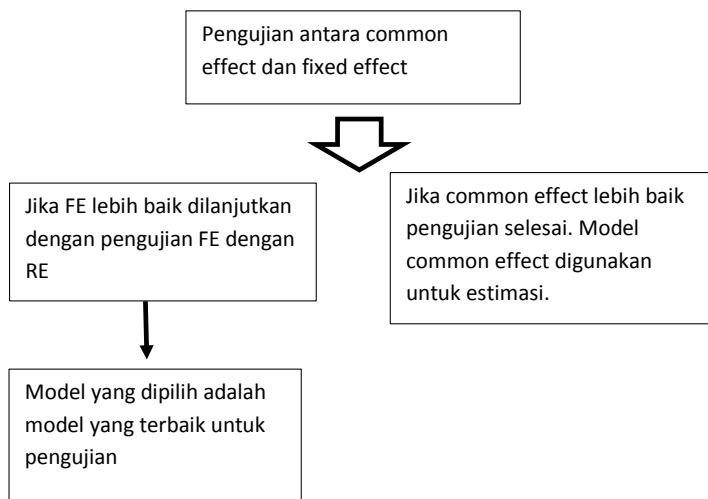 Pengujian antara common
effect dan fixed effect
Jika FE lebih baik dilanjutkan
dengan pengujian FE dengan
RE
Jika common effect lebih baik
pengujian selesai. Model
common effect digunakan
untuk estimasi.
Model yang dipilih adalah
model yang terbaik untuk
pengujian